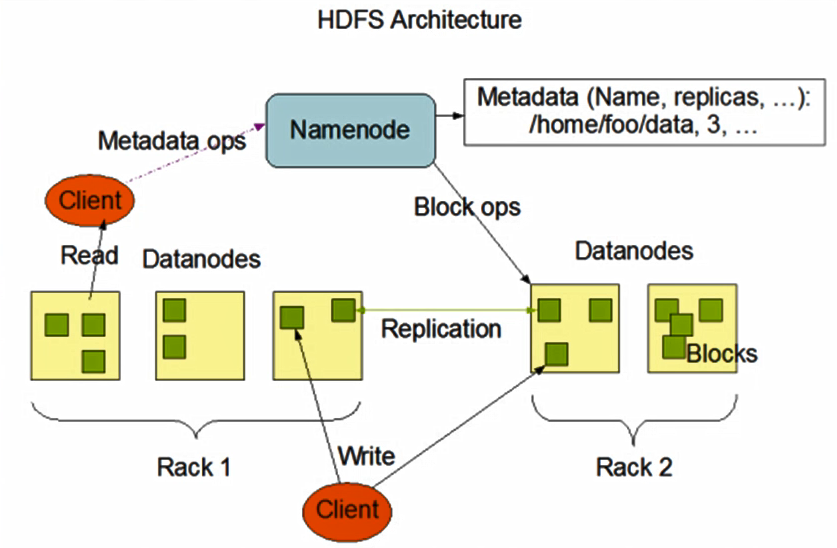 HDFS Architecture
Metadata (Name, replicas, ...):
/home/foo/data, 3, ...
Namenode
Metadata ops
Client
Block ops
Read
Datanodes
Datanodes
Replication
Blocks
Rack 1
Write
Rack 2
Client